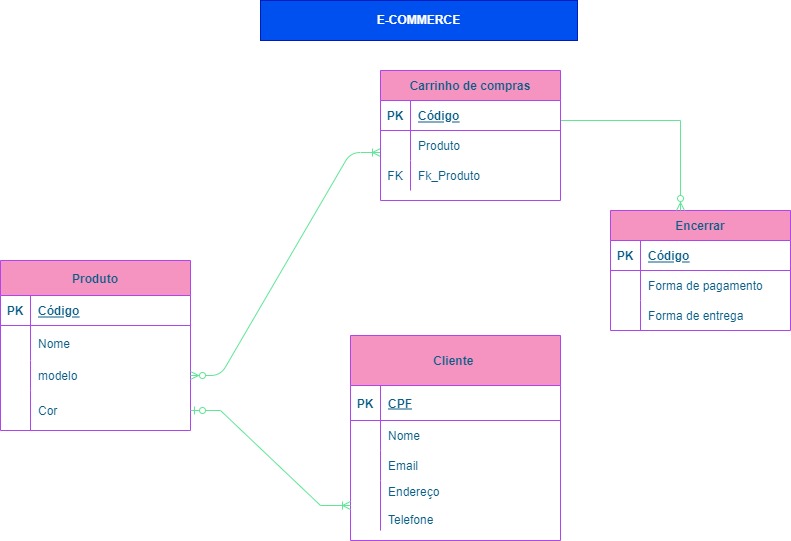 E-COMMERCE
Carrinho de compras
PK Código
Produto
FK Fk_Produto
Encerrar
PK Código
Forma de pagamento
Forma de entrega
Produto
PK Código
Nome
modelo
Cor
Cliente
PK CPF
Nome
Email
Endereço
Telefone